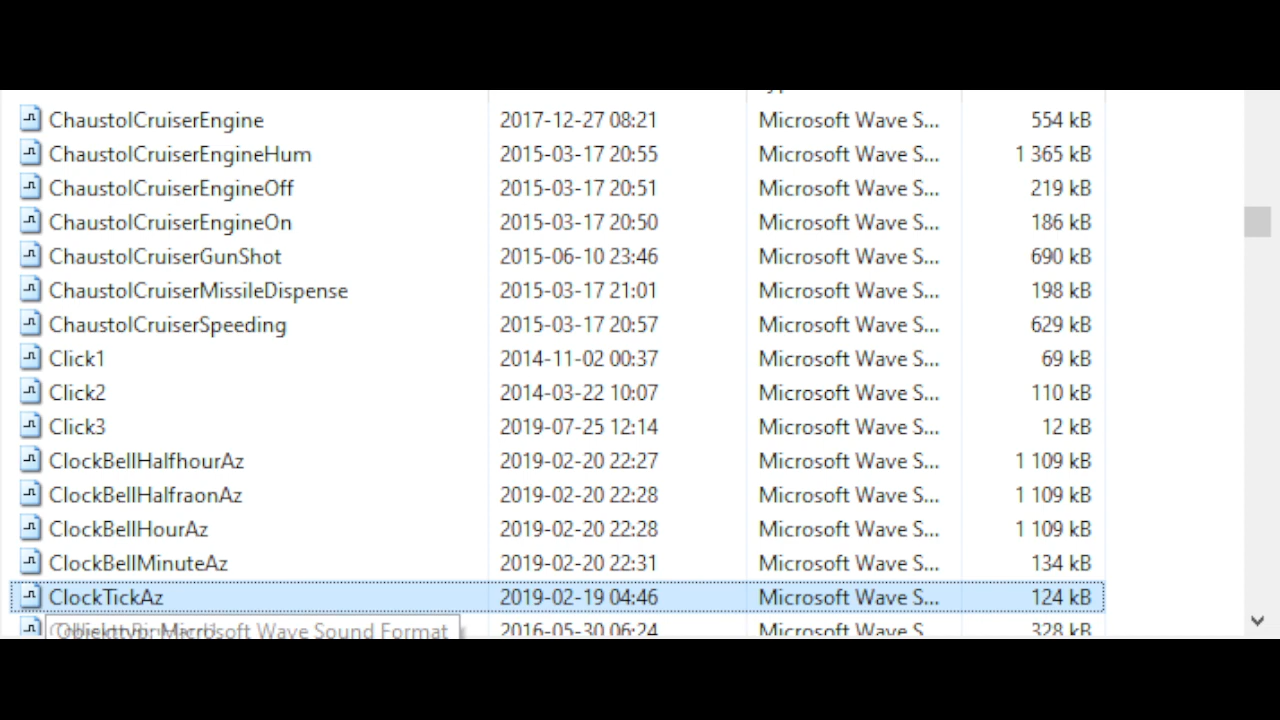 ChaustolCruiserEngine 2017-12-27 08:21 Microsoft Wave S... 554 kB
ChaustolCruiserEngineHum 2015-03-17 20:55 Microsoft Wave S... 1 365 kB
ChaustolCruiserEngineOff 2015-03-17 20:51 Microsoft Wave S... 219 kB
ChaustolCruiserEngineOn 2015-03-17 20:50 Microsoft Wave S... 186 kB
ChaustolCruiserGunShot 2015-06-10 23:46 Microsoft Wave S... 690 kB
ChaustolCruiserMissileDispense 2015-03-17 21:01 Microsoft Wave S... 198 kB
ChaustolCruiserSpeeding 2015-03-17 20:57 Microsoft Wave S... 629 kB
Click1 2014-11-02 00:37 Microsoft Wave S... 69 kB
Click2 2014-03-22 10:07 Microsoft Wave S... 110 kB
Click3 2019-07-25 12:14 Microsoft Wave S... 12 kB
ClockBellHalfhourAz 2019-02-20 22:27 Microsoft Wave S... 1 109 kB
ClockBellHalfraonAz 2019-02-20 22:28 Microsoft Wave S... 1 109 kB
ClockBellHourAz 2019-02-20 22:28 Microsoft Wave S... 1 109 kB
ClockBellMinuteAz 2019-02-20 22:31 Microsoft Wave S... 134 kB
ClockTickAz 2019-02-19 04:46 Microsoft Wave S... 124 kB
Objekttyp: Microsoft Wave Sound Format 2016-05-30 06:24 Microsoft Wave S... 328 kB